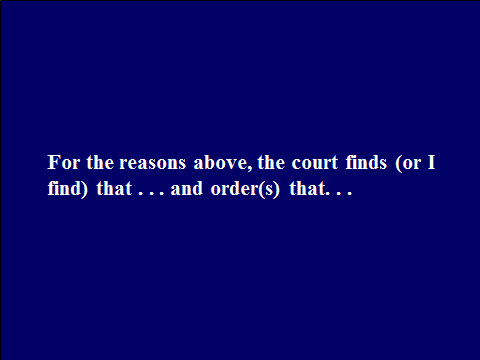 For the reasons above, the court finds (or I
find) that . . . and order(s) that. . .